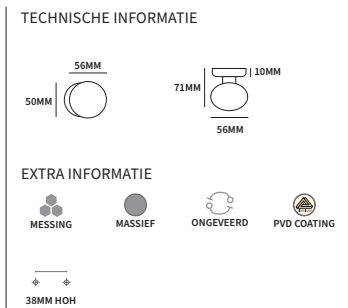 TECHNISCHE INFORMATIE
56MM
50MM
10MM
71MM
56MM
EXTRA INFORMATIE
MESSING
MASSIEF
ONGEVEERD
PVD COATING
38MM HOH